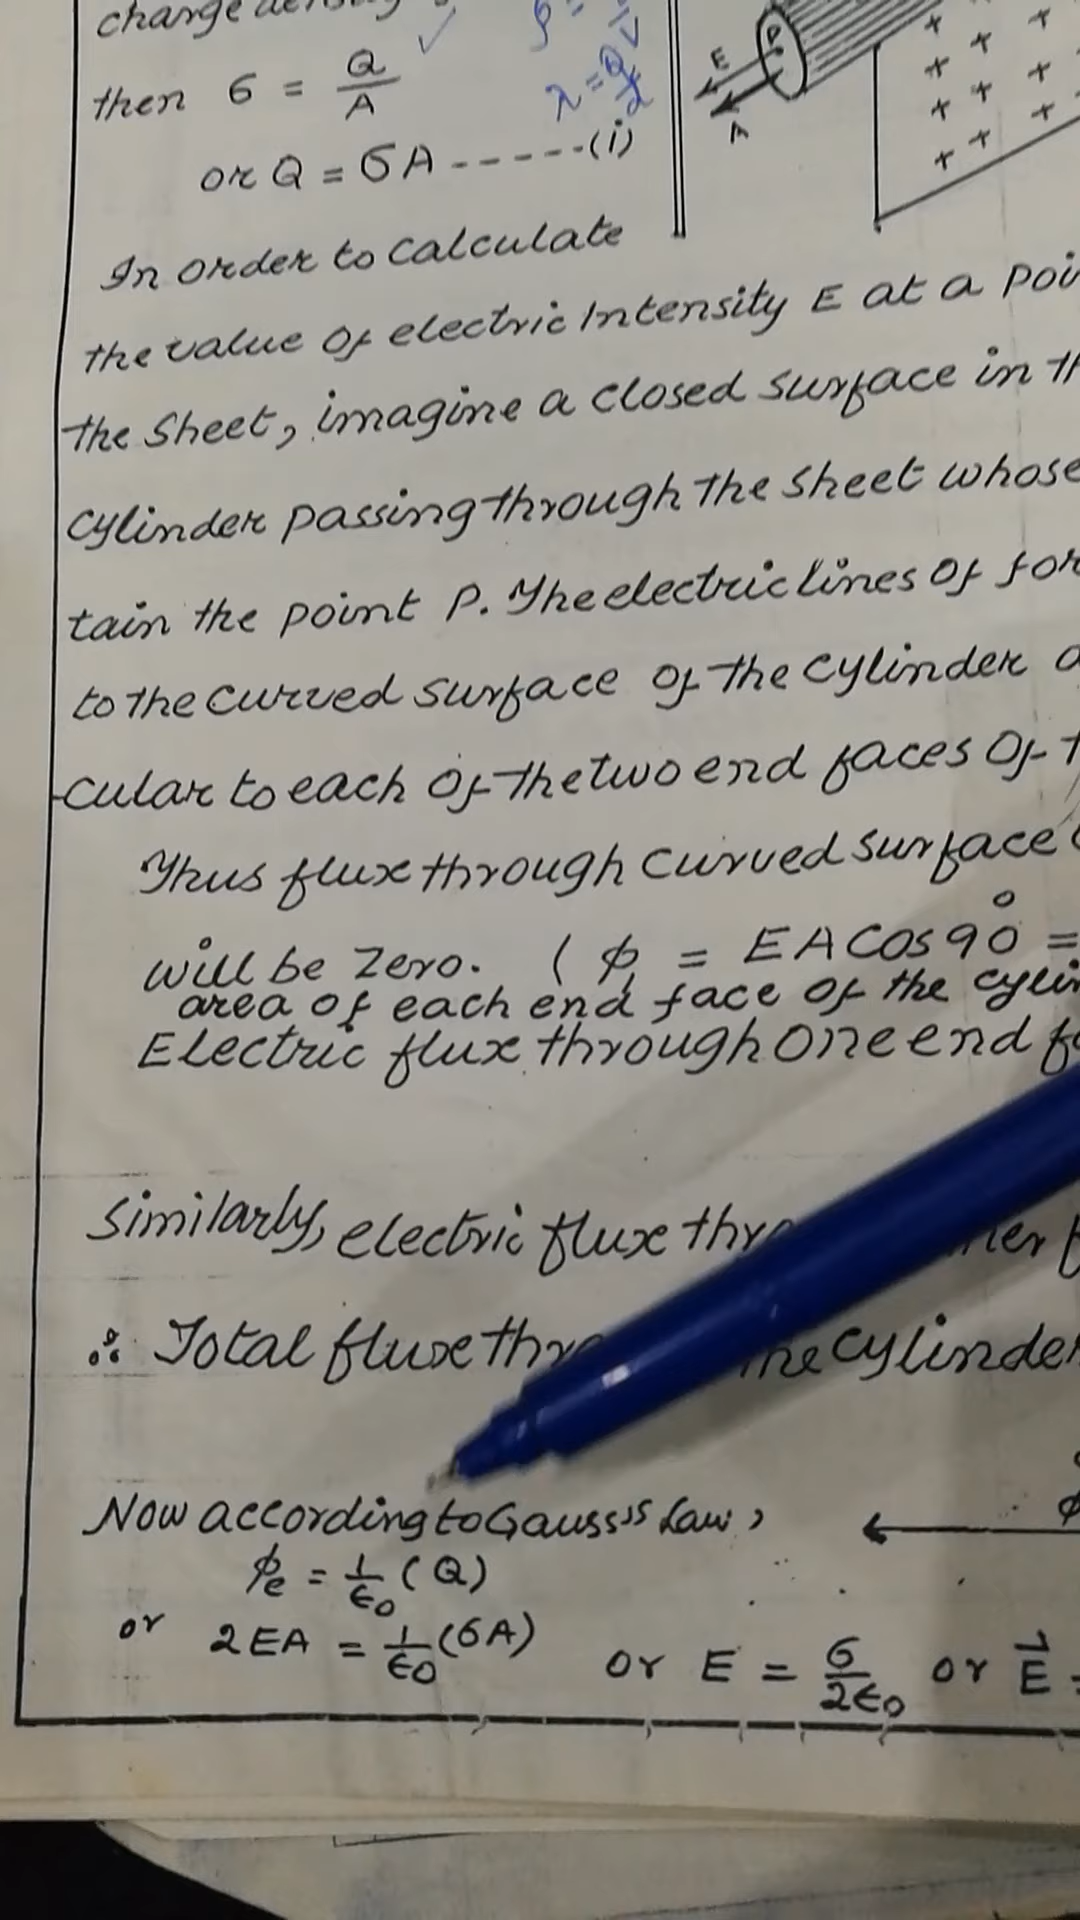 then σ = Q/A
λ = Q/L
or Q = σA ------(i)
E
P
A
In order to calculate
the value of electric Intensity E at a poi
the Sheet, imagine a closed surface in th
cylinder passing through the sheet whose
tain the point P. The electric lines of for
to the curved surface of the cylinder
-cular to each of the two end faces of t
Thus flux through curved surface
will be Zero. ( φ = EA Cos 90° =
area of each end face of the cylin
Electric flux through one end f
Similarly, electric flux thr
∴ Total flux thr the cylinder
Now according to Gauss's Law,
φe = 1/ε0 (Q)
or 2EA = 1/ε0 (σA) or E = σ/2ε0 or E⃗ =